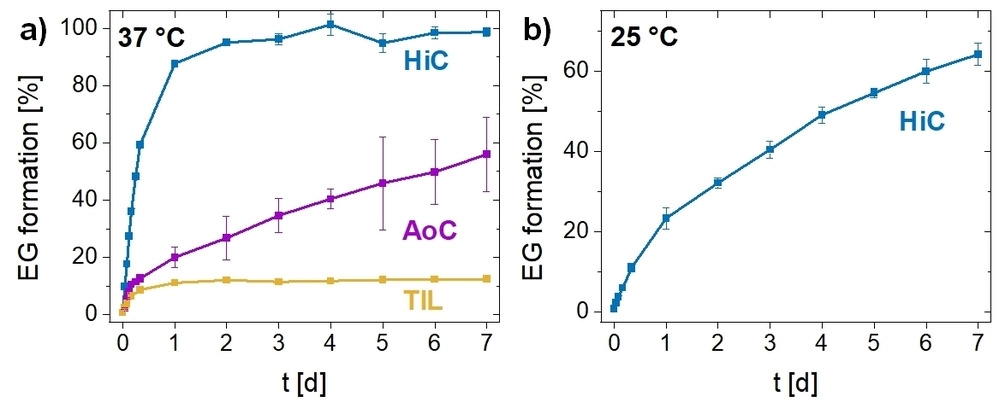 a)
37 °C
HiC
AoC
TIL
EG formation [%]
100
80
60
40
20
0
0 1 2 3 4 5 6 7
t [d]
b)
25 °C
HiC
EG formation [%]
60
40
20
0
0 1 2 3 4 5 6 7
t [d]